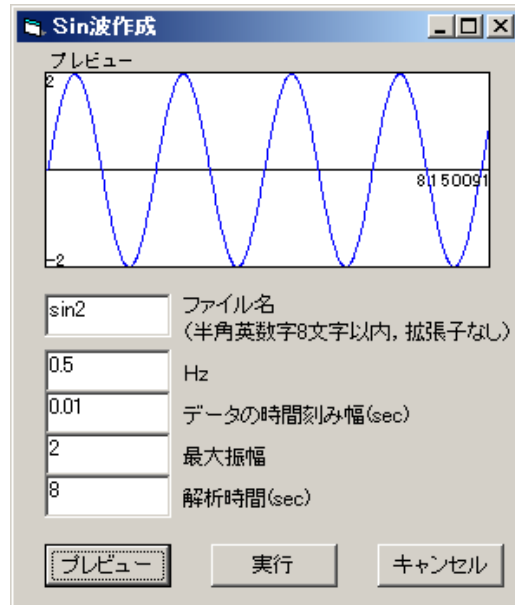 Sin波作成
プレビュー
2
8.150091
-2
sin2
ファイル名
(半角英数字8文字以内, 拡張子なし)
0.5
Hz
0.01
データの時間刻み幅(sec)
2
最大振幅
8
解析時間(sec)
プレビュー
実行
キャンセル